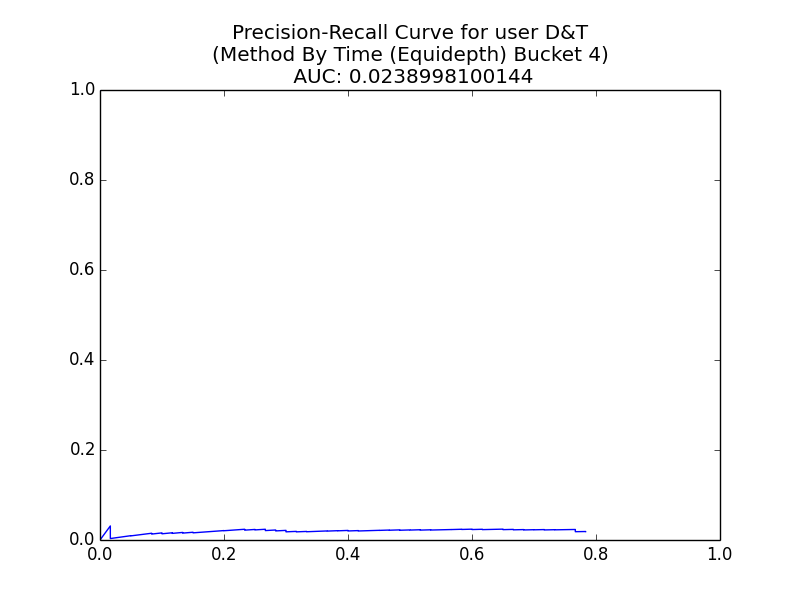 Precision-Recall Curve for user D&T
(Method By Time (Equidepth) Bucket 4)
AUC: 0.0238998100144
1.0
0.8
0.6
0.4
0.2
0.0
0.0 0.2 0.4 0.6 0.8 1.0